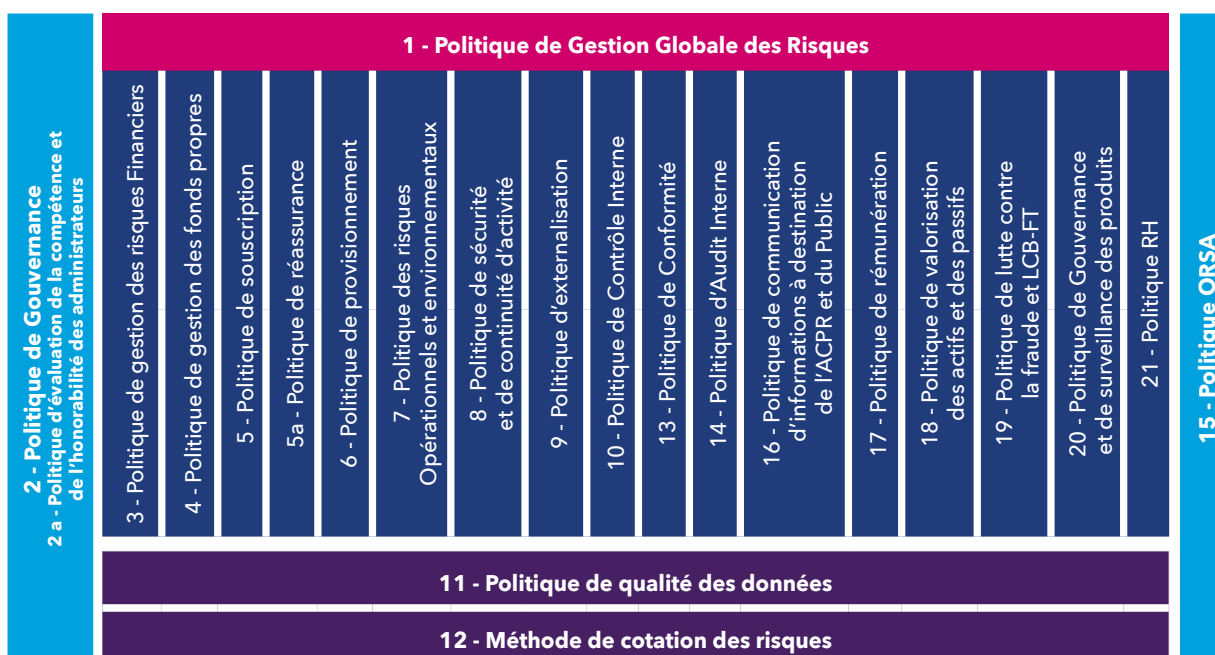 1 - Politique de Gestion Globale des Risques
2 - Politique de Gouvernance
2 a - Politique d'évaluation de la compétence et
de l'honorabilité des administrateurs
3 - Politique de gestion des risques Financiers
4 - Politique de gestion des fonds propres
5 - Politique de souscription
5a - Politique de réassurance
6 - Politique de provisionnement
7 - Politique des risques
Opérationnels et environnementaux
8 - Politique de sécurité
et de continuité d'activité
9 - Politique d'externalisation
10 - Politique de Contrôle Interne
13 - Politique de Conformité
14 - Politique d'Audit Interne
16 - Politique de communication
d'informations à destination
de l'ACPR et du Public
17 - Politique de rémunération
18 - Politique de valorisation
des actifs et des passifs
19 - Politique de lutte contre
la fraude et LCB-FT
20 - Politique de Gouvernance
et de surveillance des produits
21 - Politique RH
15 - Politique ORSA
11 - Politique de qualité des données
12 - Méthode de cotation des risques